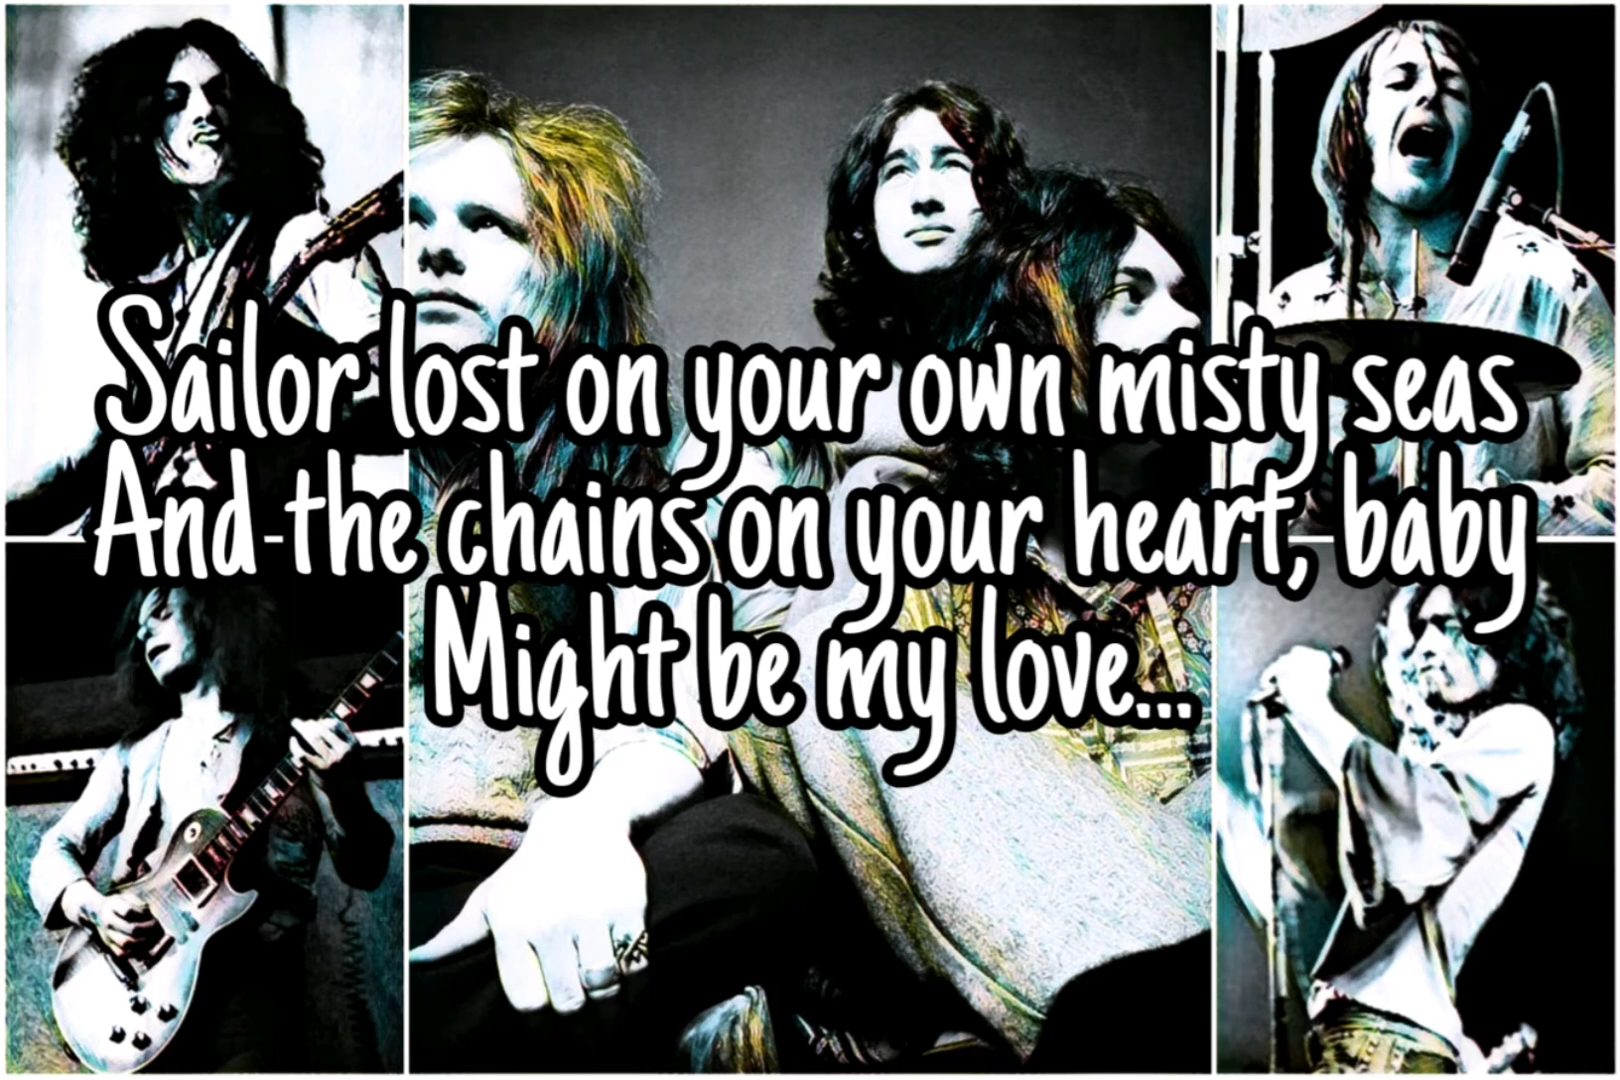 Sailor lost on your own misty seas
And the chains on your heart, baby
Might be my love...